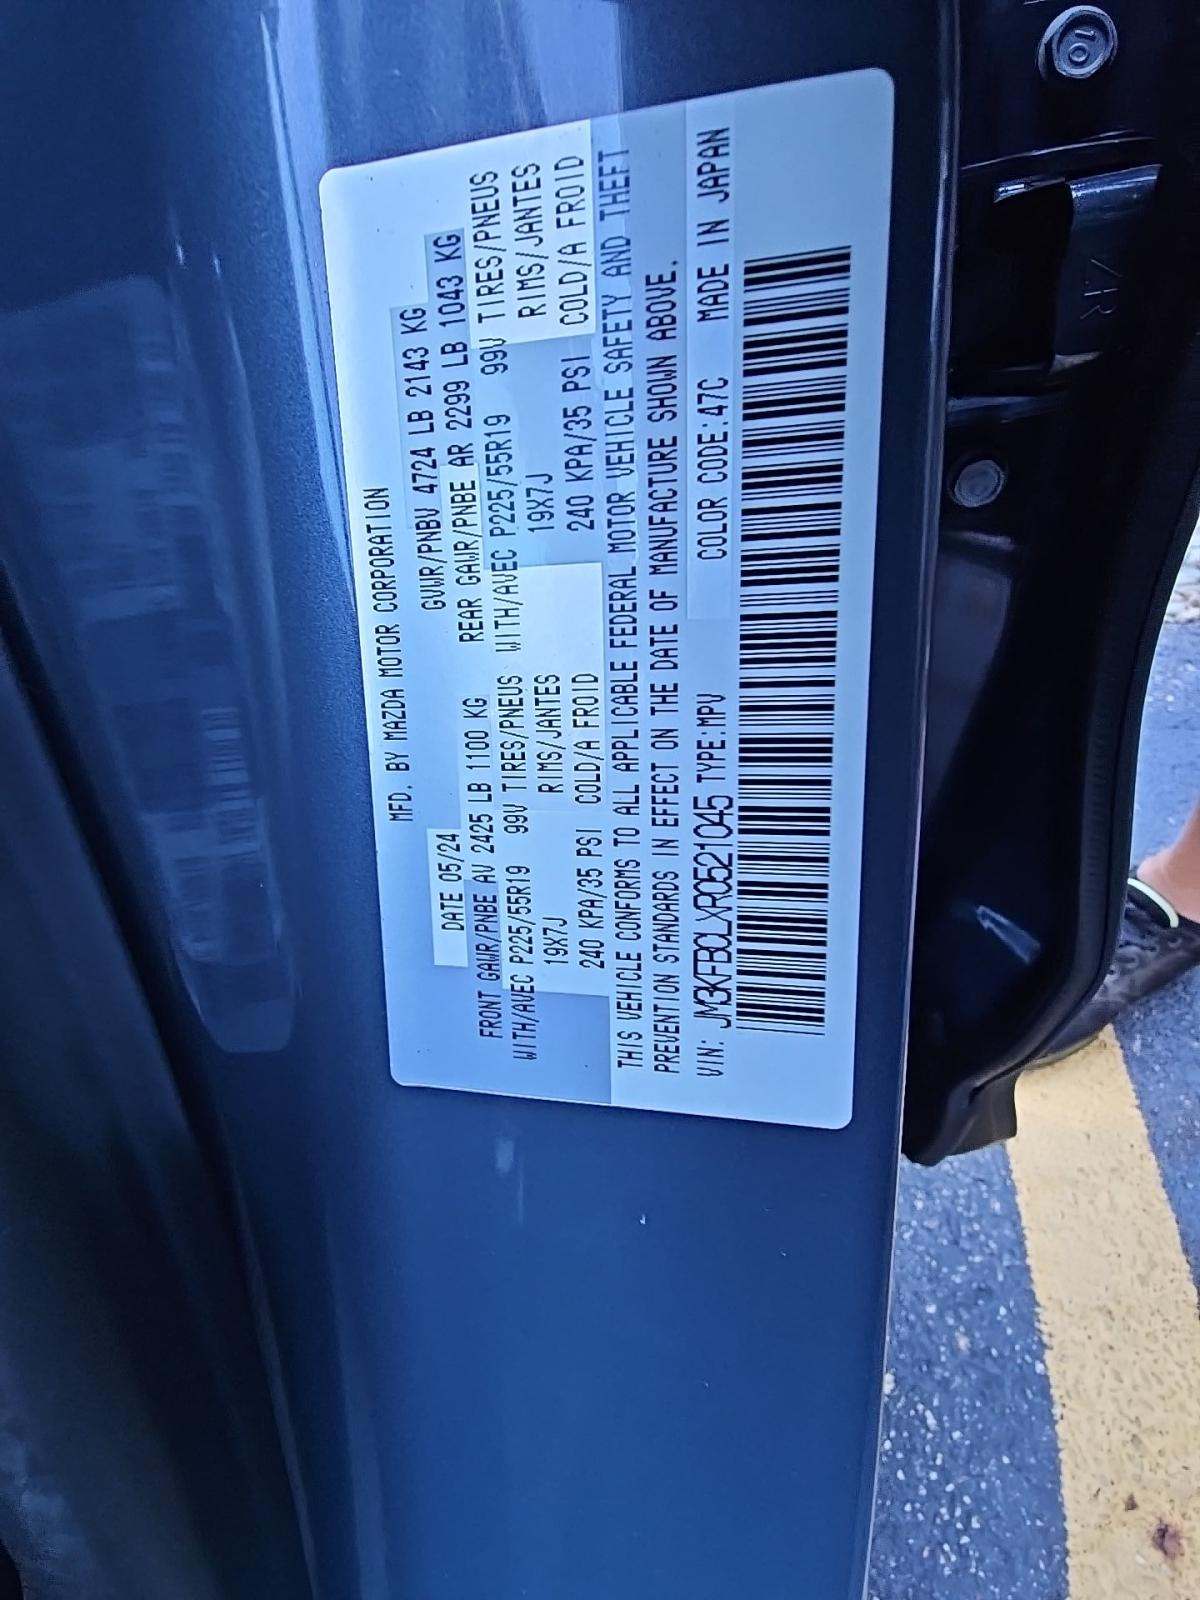 MFD. BY MAZDA MOTOR CORPORATION
DATE 05/24 GVWR/PNBV 4724 LB 2143 KG
FRONT GAWR/PNBE AV 2425 LB 1100 KG REAR GAWR/PNBE AR 2299 LB 1043 KG
WITH/AVEC P225/55R19 99V TIRES/PNEUS WITH/AVEC P225/55R19 99V TIRES/PNEUS
19X7J RIMS/JANTES 19X7J RIMS/JANTES
240 KPA/35 PSI COLD/A FROID 240 KPA/35 PSI COLD/A FROID
THIS VEHICLE CONFORMS TO ALL APPLICABLE FEDERAL MOTOR VEHICLE SAFETY AND THEFT
PREVENTION STANDARDS IN EFFECT ON THE DATE OF MANUFACTURE SHOWN ABOVE.
VIN: JM3KFBCLXR0521045 TYPE:MPV COLOR CODE:47C MADE IN JAPAN
10